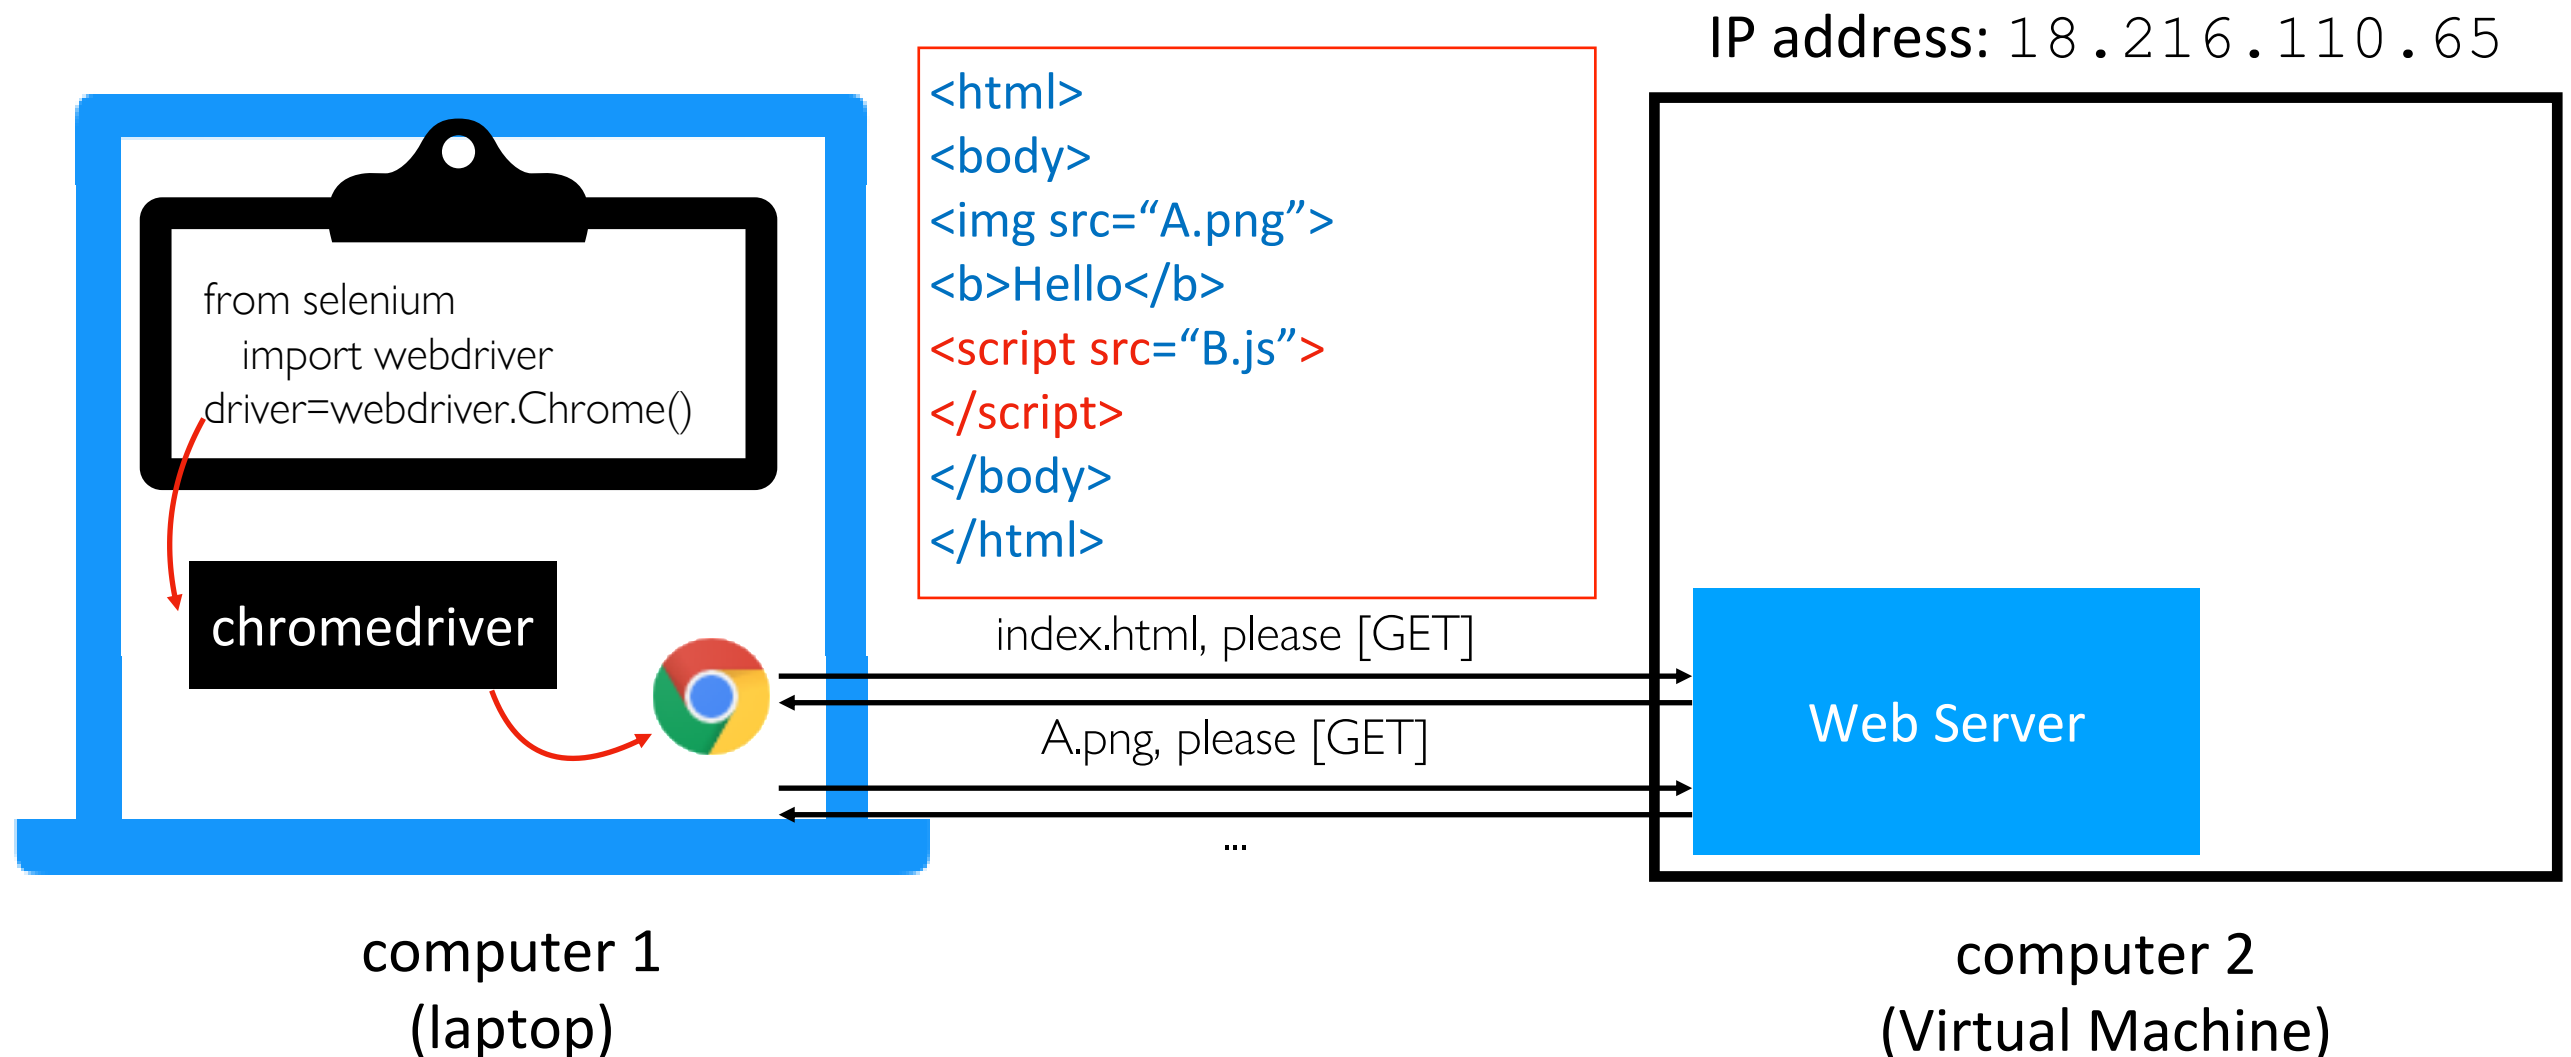 IP address: 18.216.110.65
from selenium
import webdriver
driver=webdriver.Chrome()
chromedriver
<html>
<body>
<img src=“A.png”>
<b>Hello</b>
<script src=“B.js”>
</script>
</body>
</html>
index.html, please [GET]
A.png, please [GET]
...
Web Server
computer 1
(laptop)
computer 2
(Virtual Machine)